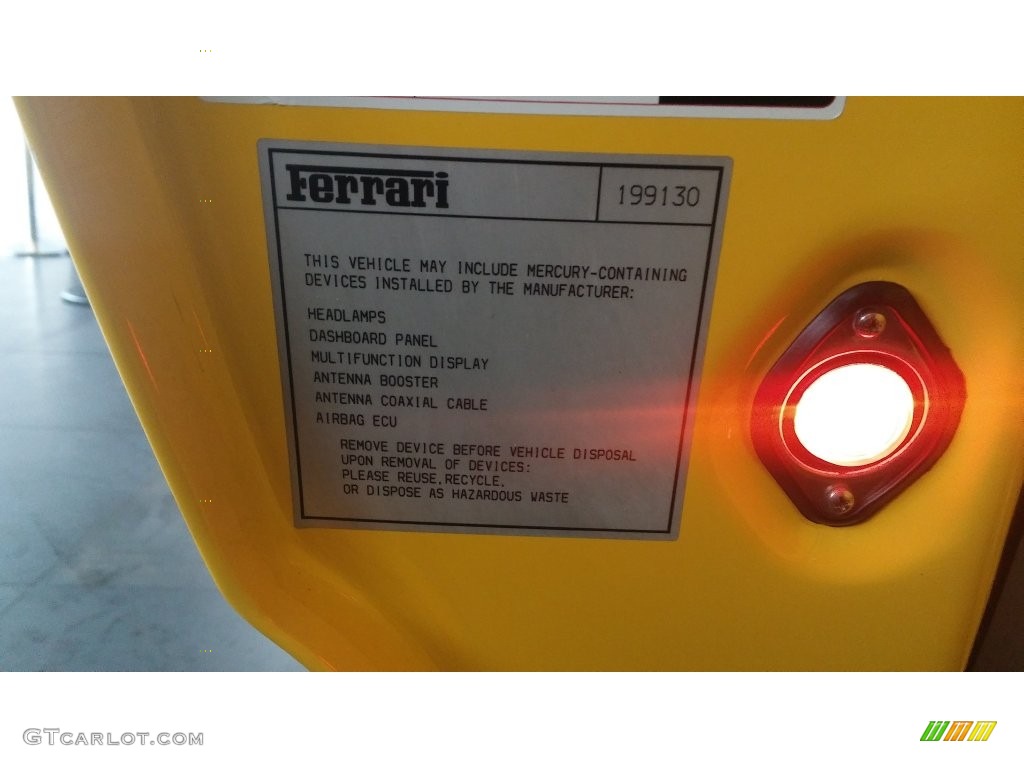 Ferrari 199130
THIS VEHICLE MAY INCLUDE MERCURY-CONTAINING
DEVICES INSTALLED BY THE MANUFACTURER:
HEADLAMPS
DASHBOARD PANEL
MULTIFUNCTION DISPLAY
ANTENNA BOOSTER
ANTENNA COAXIAL CABLE
AIRBAG ECU
REMOVE DEVICE BEFORE VEHICLE DISPOSAL
UPON REMOVAL OF DEVICES:
PLEASE REUSE,RECYCLE,
OR DISPOSE AS HAZARDOUS WASTE
GTCARLOT.COM